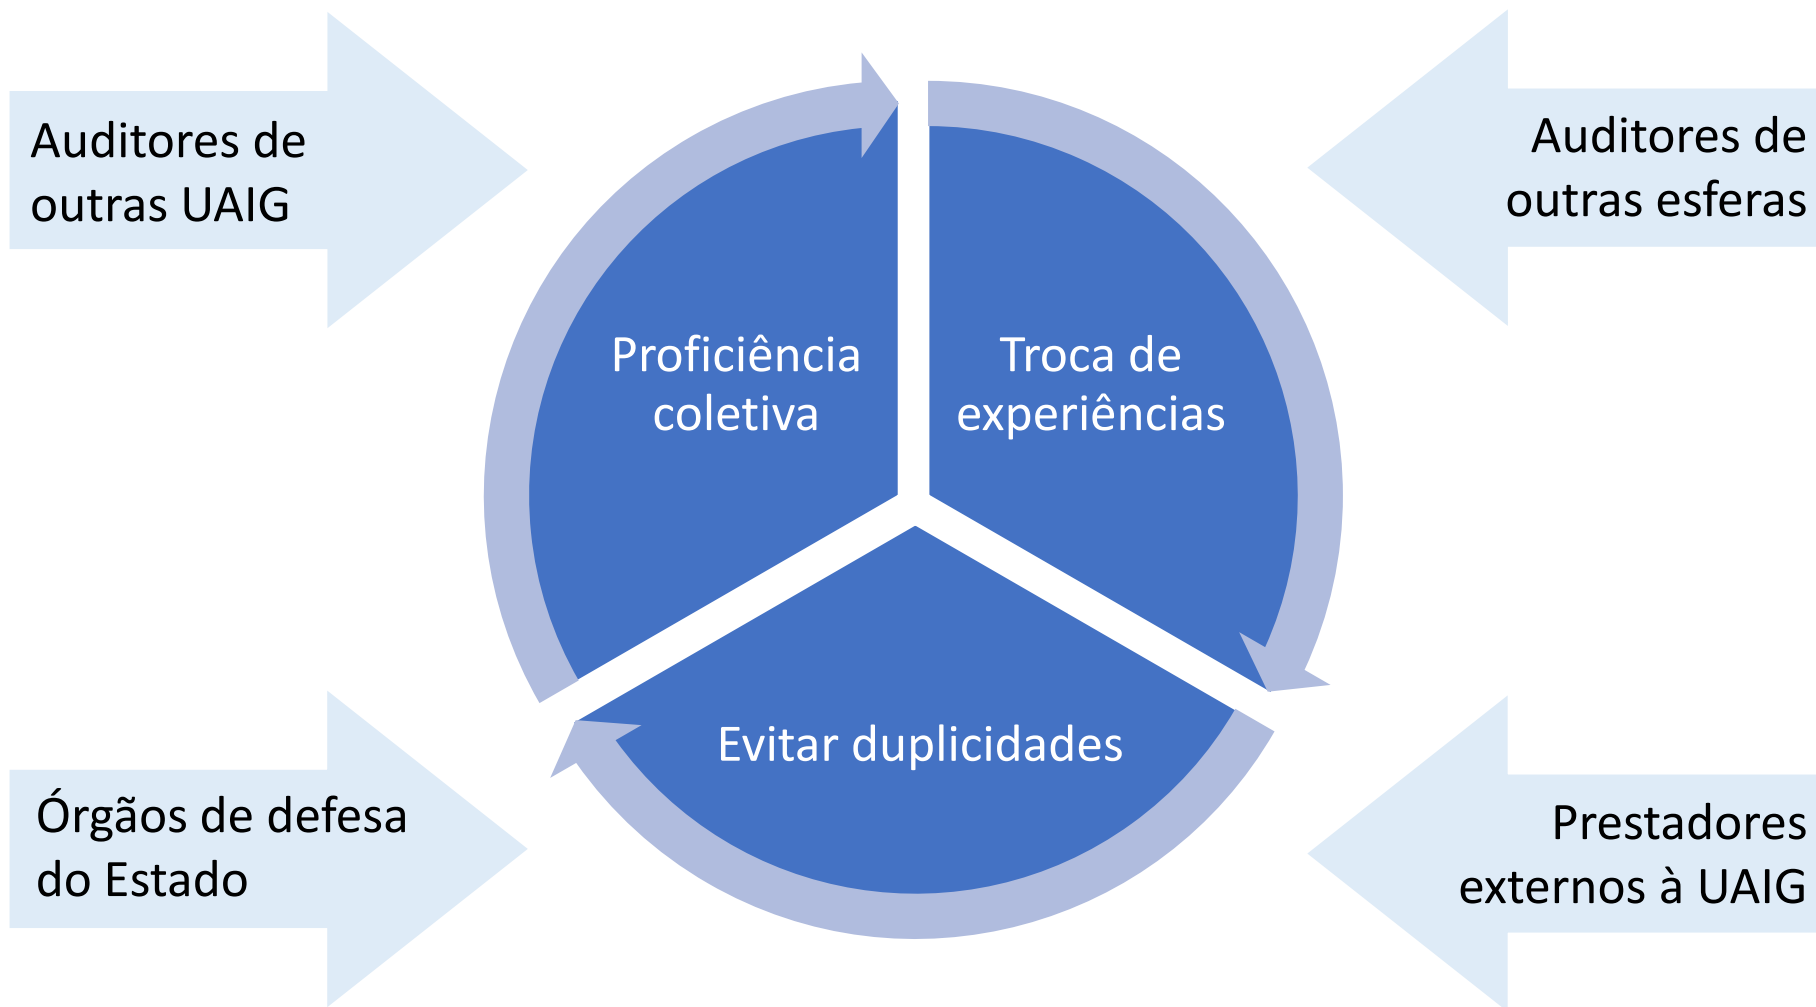 Auditores de
outras UAIG
Auditores de
outras esferas
Proficiência
coletiva
Troca de
experiências
Evitar duplicidades
Órgãos de defesa
do Estado
Prestadores
externos à UAIG